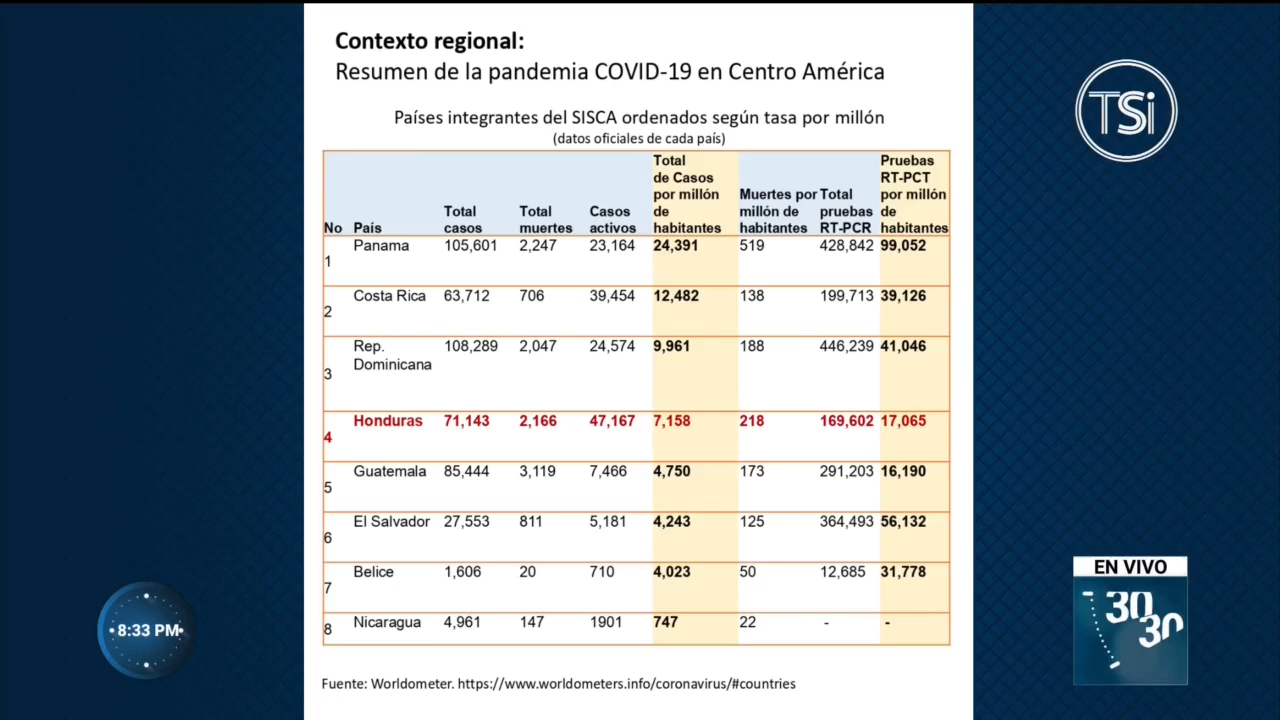 Contexto regional:
Resumen de la pandemia COVID-19 en Centro América
Países integrantes del SISCA ordenados según tasa por millón
(datos oficiales de cada país)
No País Total casos Total muertes Casos activos Total de Casos por millón de habitantes Muertes por millón de habitantes Total pruebas RT-PCR Pruebas RT-PCT por millón de habitantes
1 Panama 105,601 2,247 23,164 24,391 519 428,842 99,052
2 Costa Rica 63,712 706 39,454 12,482 138 199,713 39,126
3 Rep. Dominicana 108,289 2,047 24,574 9,961 188 446,239 41,046
4 Honduras 71,143 2,166 47,167 7,158 218 169,602 17,065
5 Guatemala 85,444 3,119 7,466 4,750 173 291,203 16,190
6 El Salvador 27,553 811 5,181 4,243 125 364,493 56,132
7 Belice 1,606 20 710 4,023 50 12,685 31,778
8 Nicaragua 4,961 147 1901 747 22 - -
Fuente: Worldometer. https://www.worldometers.info/coronavirus/#countries
TSi
EN VIVO
30
30
8:33 PM